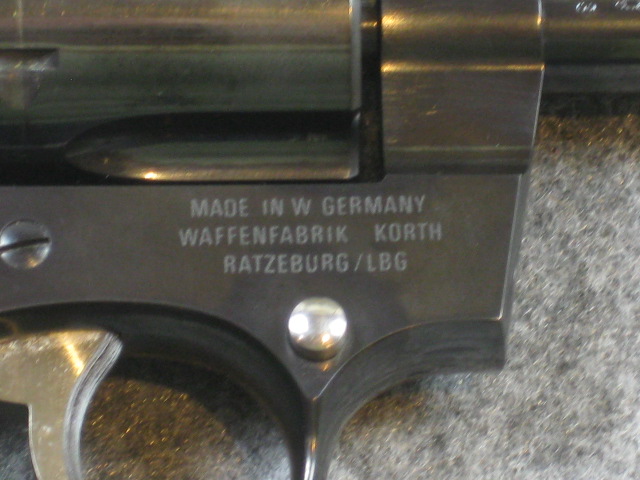 MADE IN W GERMANY
WAFFENFABRIK KORTH
RATZEBURG/LBG